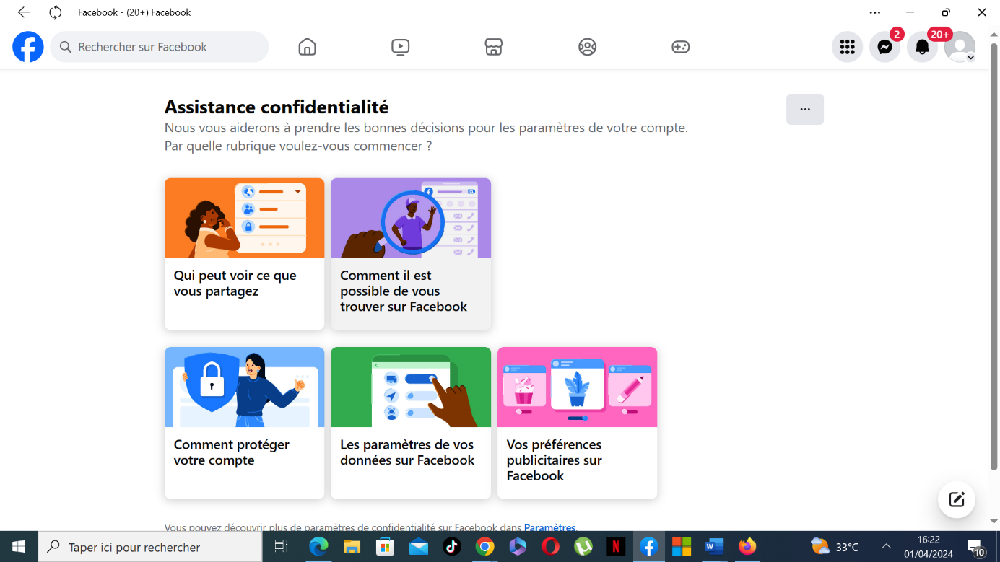 Facebook - (20+) Facebook
Rechercher sur Facebook
2
20+
Assistance confidentialité
Nous vous aiderons à prendre les bonnes décisions pour les paramètres de votre compte.
Par quelle rubrique voulez-vous commencer ?
Qui peut voir ce que
vous partagez
Comment il est
possible de vous
trouver sur Facebook
Comment protéger
votre compte
Les paramètres de vos
données sur Facebook
Vos préférences
publicitaires sur
Facebook
Vous pouvez découvrir plus de paramètres de confidentialité sur Facebook dans Paramètres.
Taper ici pour rechercher
33°C
16:22
01/04/2024
10